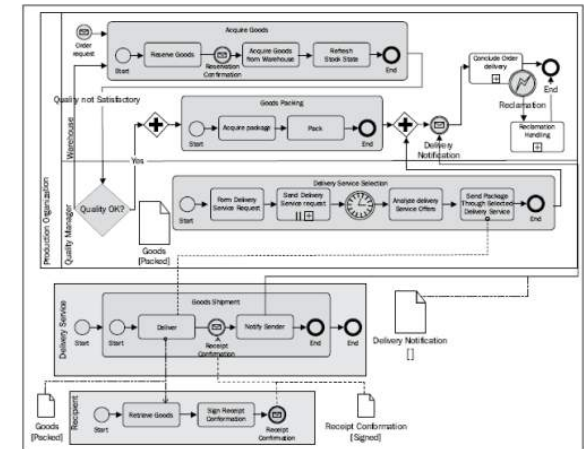 Acquire Goods
Order
request
Start
Reserve Goods
Reservation
Confirmation
Acquire Goods
from Warehouse
Refresh
Stock State
End
Conclude Order
delivery
End
Reclamation
Reclamation
Handling
Quality not Satisfactory
Goods Packing
Start
Acquire package
Pack
End
Delivery
Notification
Warehouse
Yes
Production Organization
Quality Manager
Quality OK?
Goods
[Packed]
Delivery Service Selection
Start
Form Delivery
Service Request
Send Delivery
Service request
Analyze delivery
Service Offers
Send Package
Through Selected
Delivery Service
End
Delivery Service
Goods Shipment
Start
Start
Deliver
Receipt
Confirmation
Notify Sender
End
End
Delivery Notification
[]
Goods
[Packed]
Recipient
Start
Retrieve Goods
Sign Receipt
Conformation
Receipt
Confirmation
Receipt Conformation
[Signed]